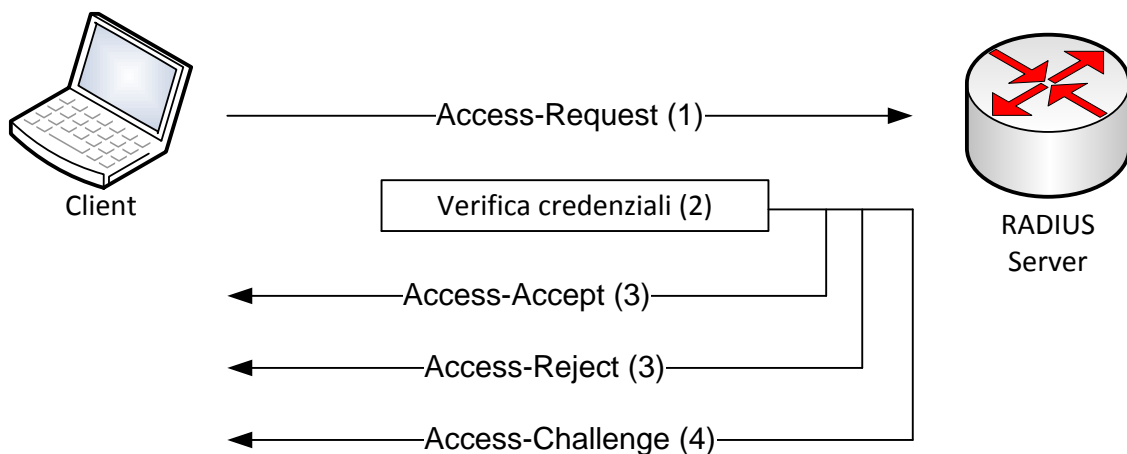 Access-Request (1)
Client
Verifica credenziali (2)
RADIUS
Server
Access-Accept (3)
Access-Reject (3)
Access-Challenge (4)